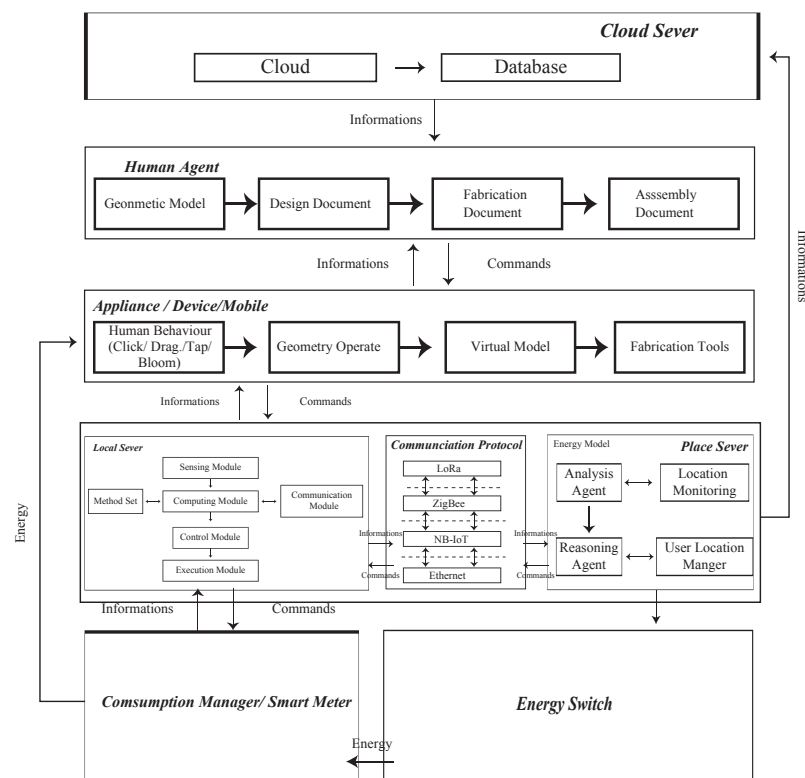 Cloud Sever
Cloud
Database
Informations
Human Agent
Geonmetic Model
Design Document
Fabrication
Document
Asssembly
Document
Informations
Commands
Informations
Appliance / Device/Mobile
Human Behaviour
(Click/ Drag./Tap/
Bloom)
Geometry Operate
Virtual Model
Fabrication Tools
Informations
Commands
Local Sever
Sensing Module
Method Set
Computing Module
Communication
Module
Control Module
Execution Module
Informations
Commands
Communciation Protocol
LoRa
ZigBee
NB-IoT
Ethernet
Informations
Commands
Energy Model
Place Sever
Analysis
Agent
Location
Monitoring
Reasoning
Agent
User Location
Manger
Energy
Informations
Commands
Comsumption Manager/ Smart Meter
Energy Switch
Energy